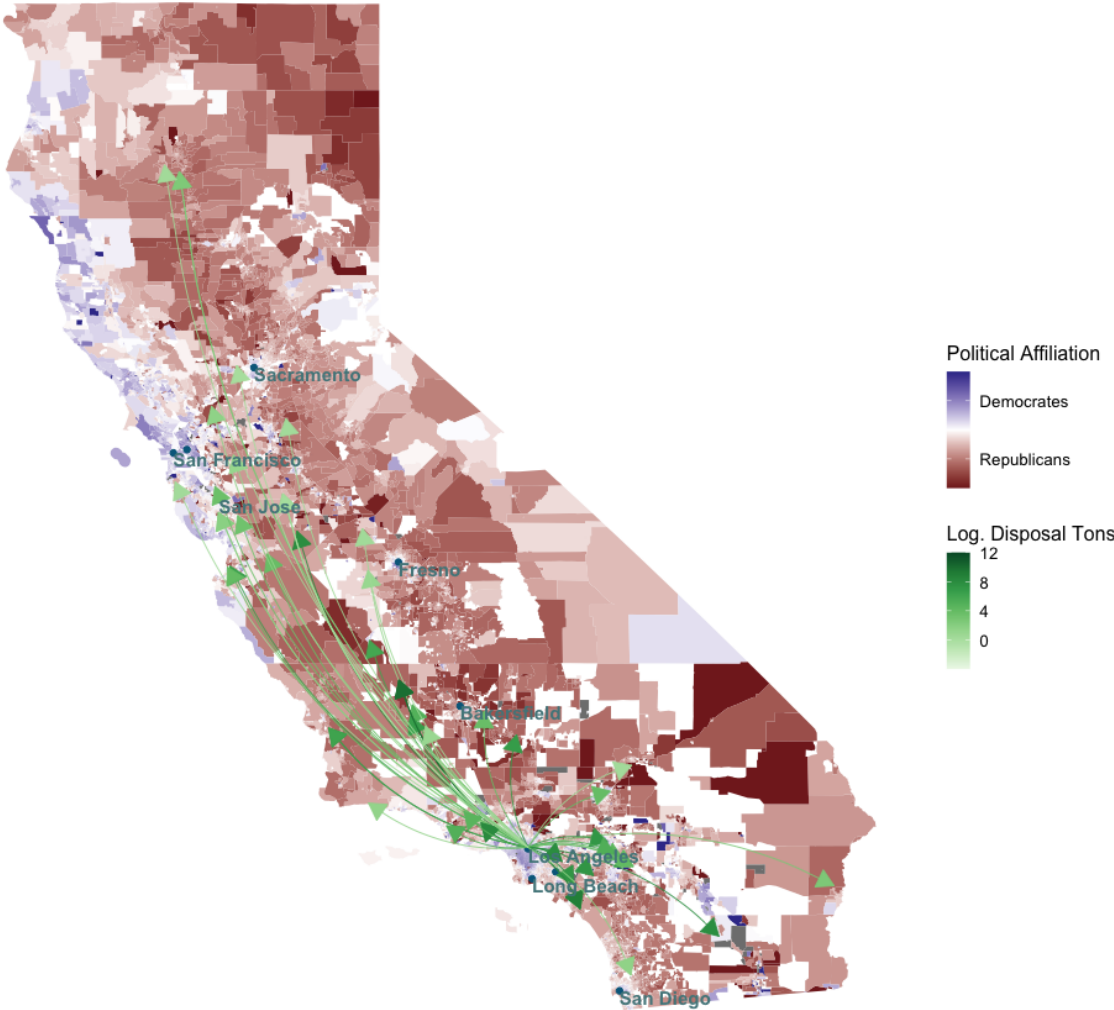 Sacramento
San Francisco
San Jose
Fresno
Bakersfield
Los Angeles
Long Beach
San Diego
Political Affiliation
Democrates
Republicans
Log. Disposal Tons
12
8
4
0